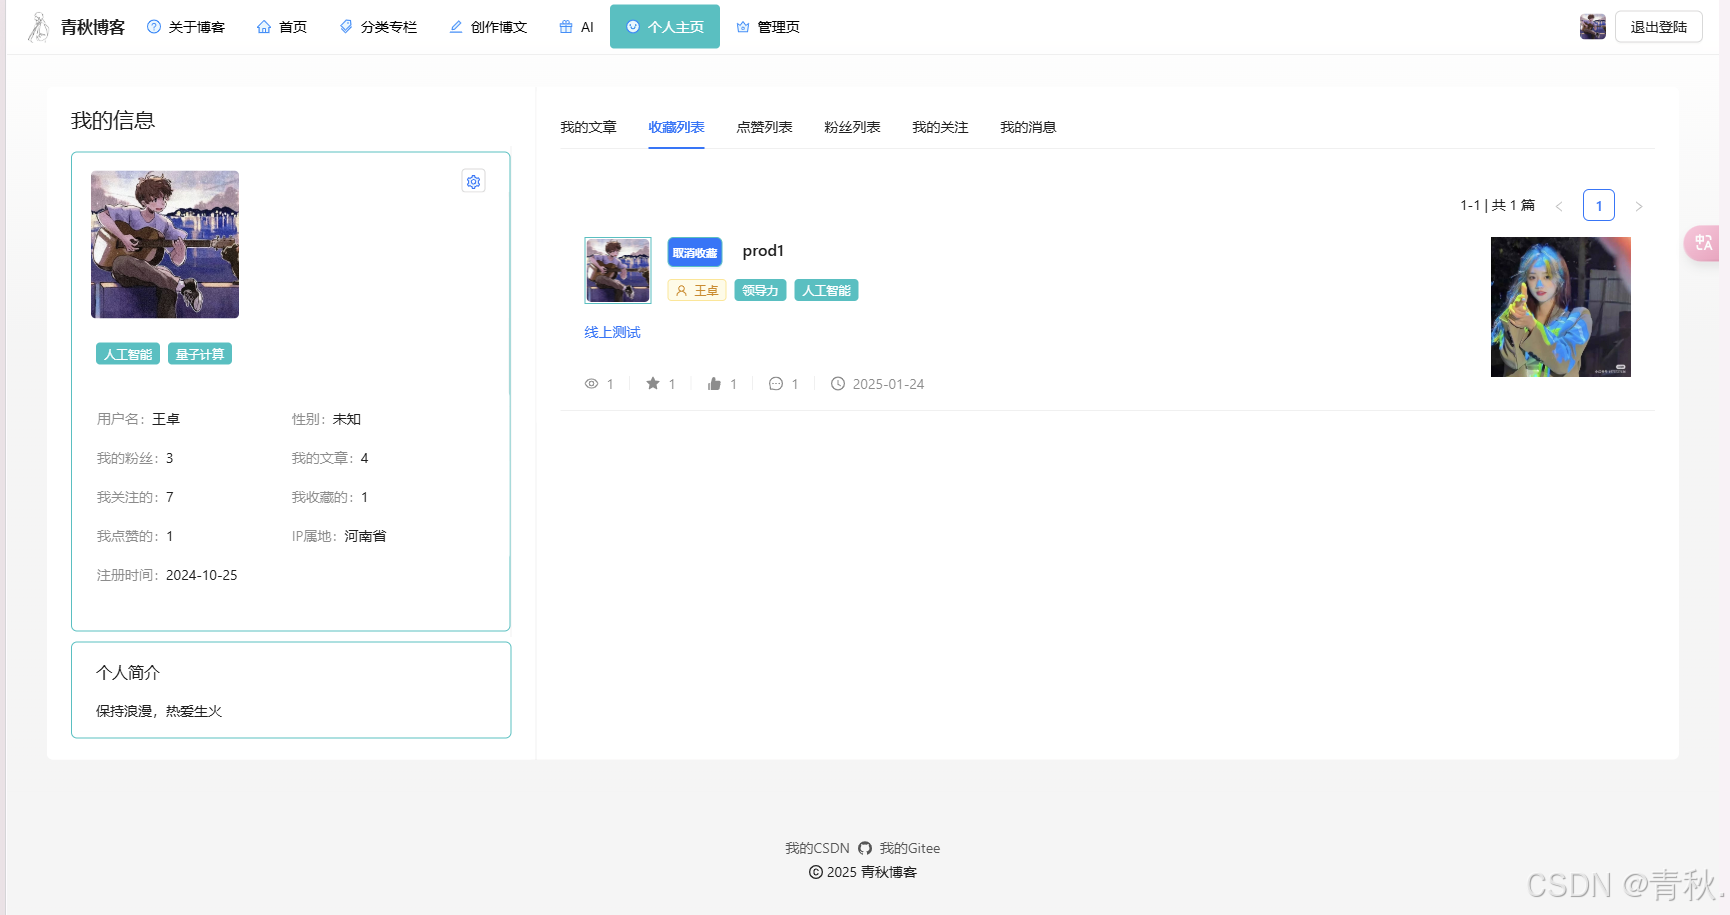 青秋博客 关于博客 首页 分类专栏 创作博文 AI 个人主页 管理页 退出登陆
我的信息
人工智能 量子计算
用户名： 王卓 性别： 未知
我的粉丝： 3 我的文章： 4
我关注的： 7 我收藏的： 1
我点赞的： 1 IP属地： 河南省
注册时间： 2024-10-25
个人简介
保持浪漫，热爱生火
我的文章 收藏列表 点赞列表 粉丝列表 我的关注 我的消息
1-1 | 共 1 篇 < 1 >
取消收藏 prod1
王卓 领导力 人工智能
线上测试
1 1 1 1 2025-01-24
中A
我的CSDN 我的Gitee
© 2025 青秋博客
CSDN @青秋.